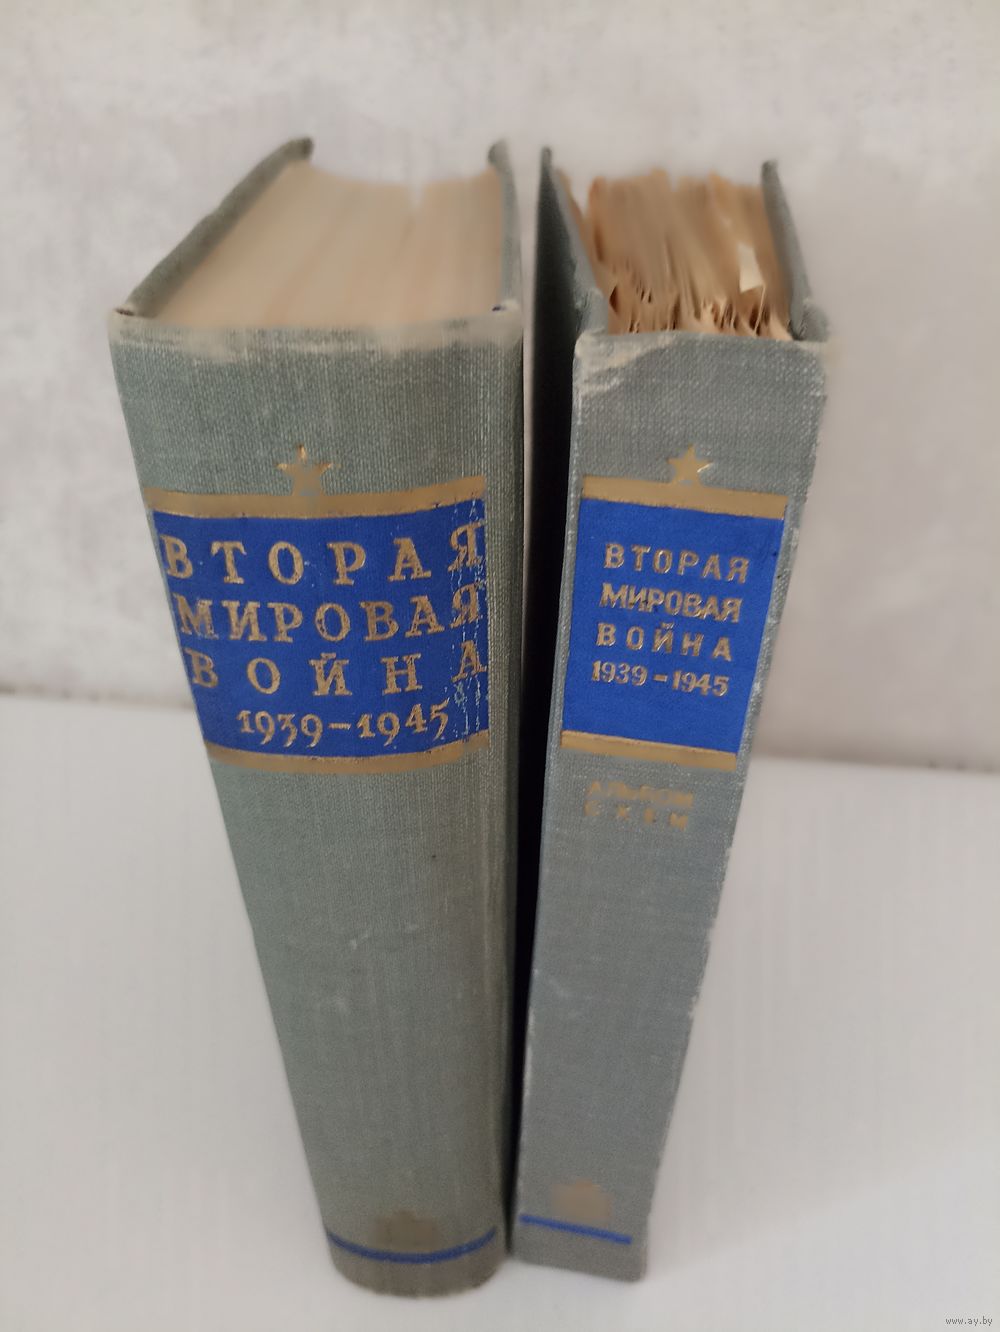 ВТОРАЯ
МИРОВАЯ
ВОЙНА
1939-1945
ВТОРАЯ
МИРОВАЯ
ВОЙНА
1939-1945
АЛЬБОМ
СХЕМ
www.ay.by